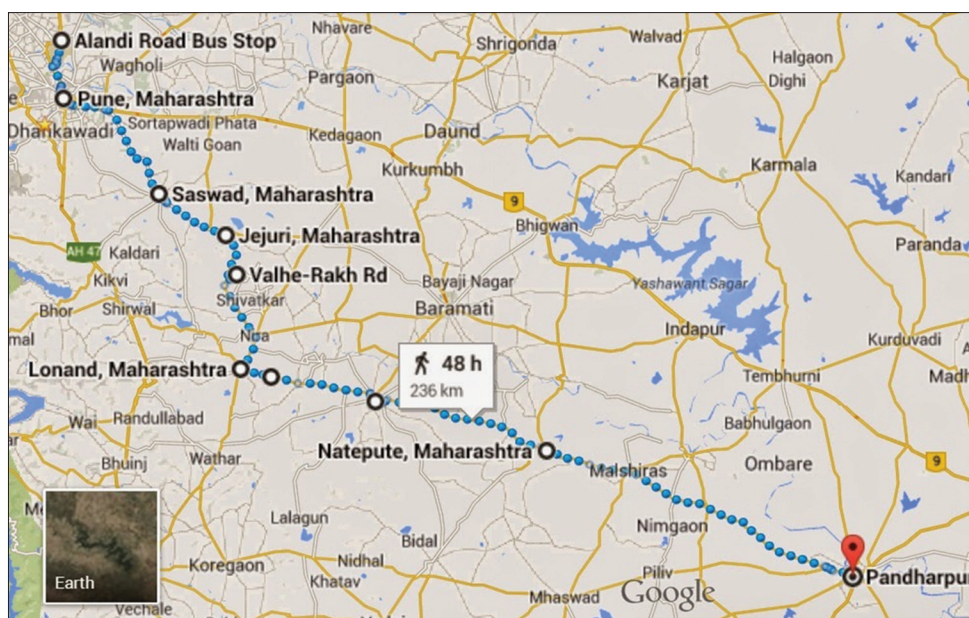 Nhavare
Walvad
Alandi Road Bus Stop
Shrigonda
Halgaon
Wagholi
Pargaon
Karjat
Dighi
Pune, Maharashtra
Sortapwadi Phata
Dhankawadi
Kedagaon
Daund
Walti Goan
Kurkumbh
Karmala
Kandari
Saswad, Maharashtra
9
Bhigwan
Jejuri, Maharashtra
AH 47
Kaldari
Paranda
Valhe-Rakh Rd
Kikvi
Bayaji Nagar
Yashawant Sagar
Shivatkar
Bhor
Shirwal
Baramati
Indapur
Kurduvadi
Nira
48 h
236 km
Lonand, Maharashtra
Tembhurni
Wai
Randullabad
Babhulgaon
Natepute, Maharashtra
Bhuinj
Wathar
Malshiras
Ombare
9
Lalagun
Nimgaon
Bidal
Koregaon
Nidhal
Khatav
Piliv
Pandharpur
Earth
Mhaswad
Google
Vechale